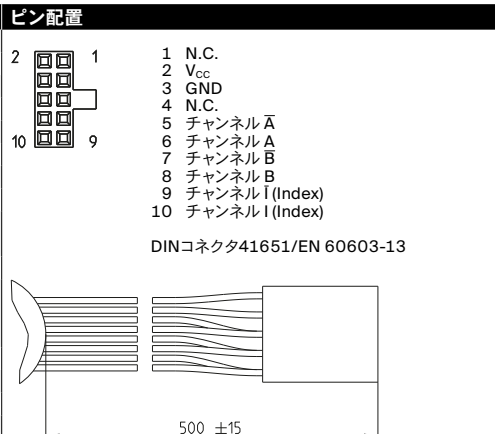 ピン配置
2 1
10 9
1 N.C.
2 Vcc
3 GND
4 N.C.
5 チャンネル A̅
6 チャンネル A
7 チャンネル B̅
8 チャンネル B
9 チャンネル I̅ (Index)
10 チャンネル I (Index)
DINコネクタ41651/EN 60603-13
500 ±15